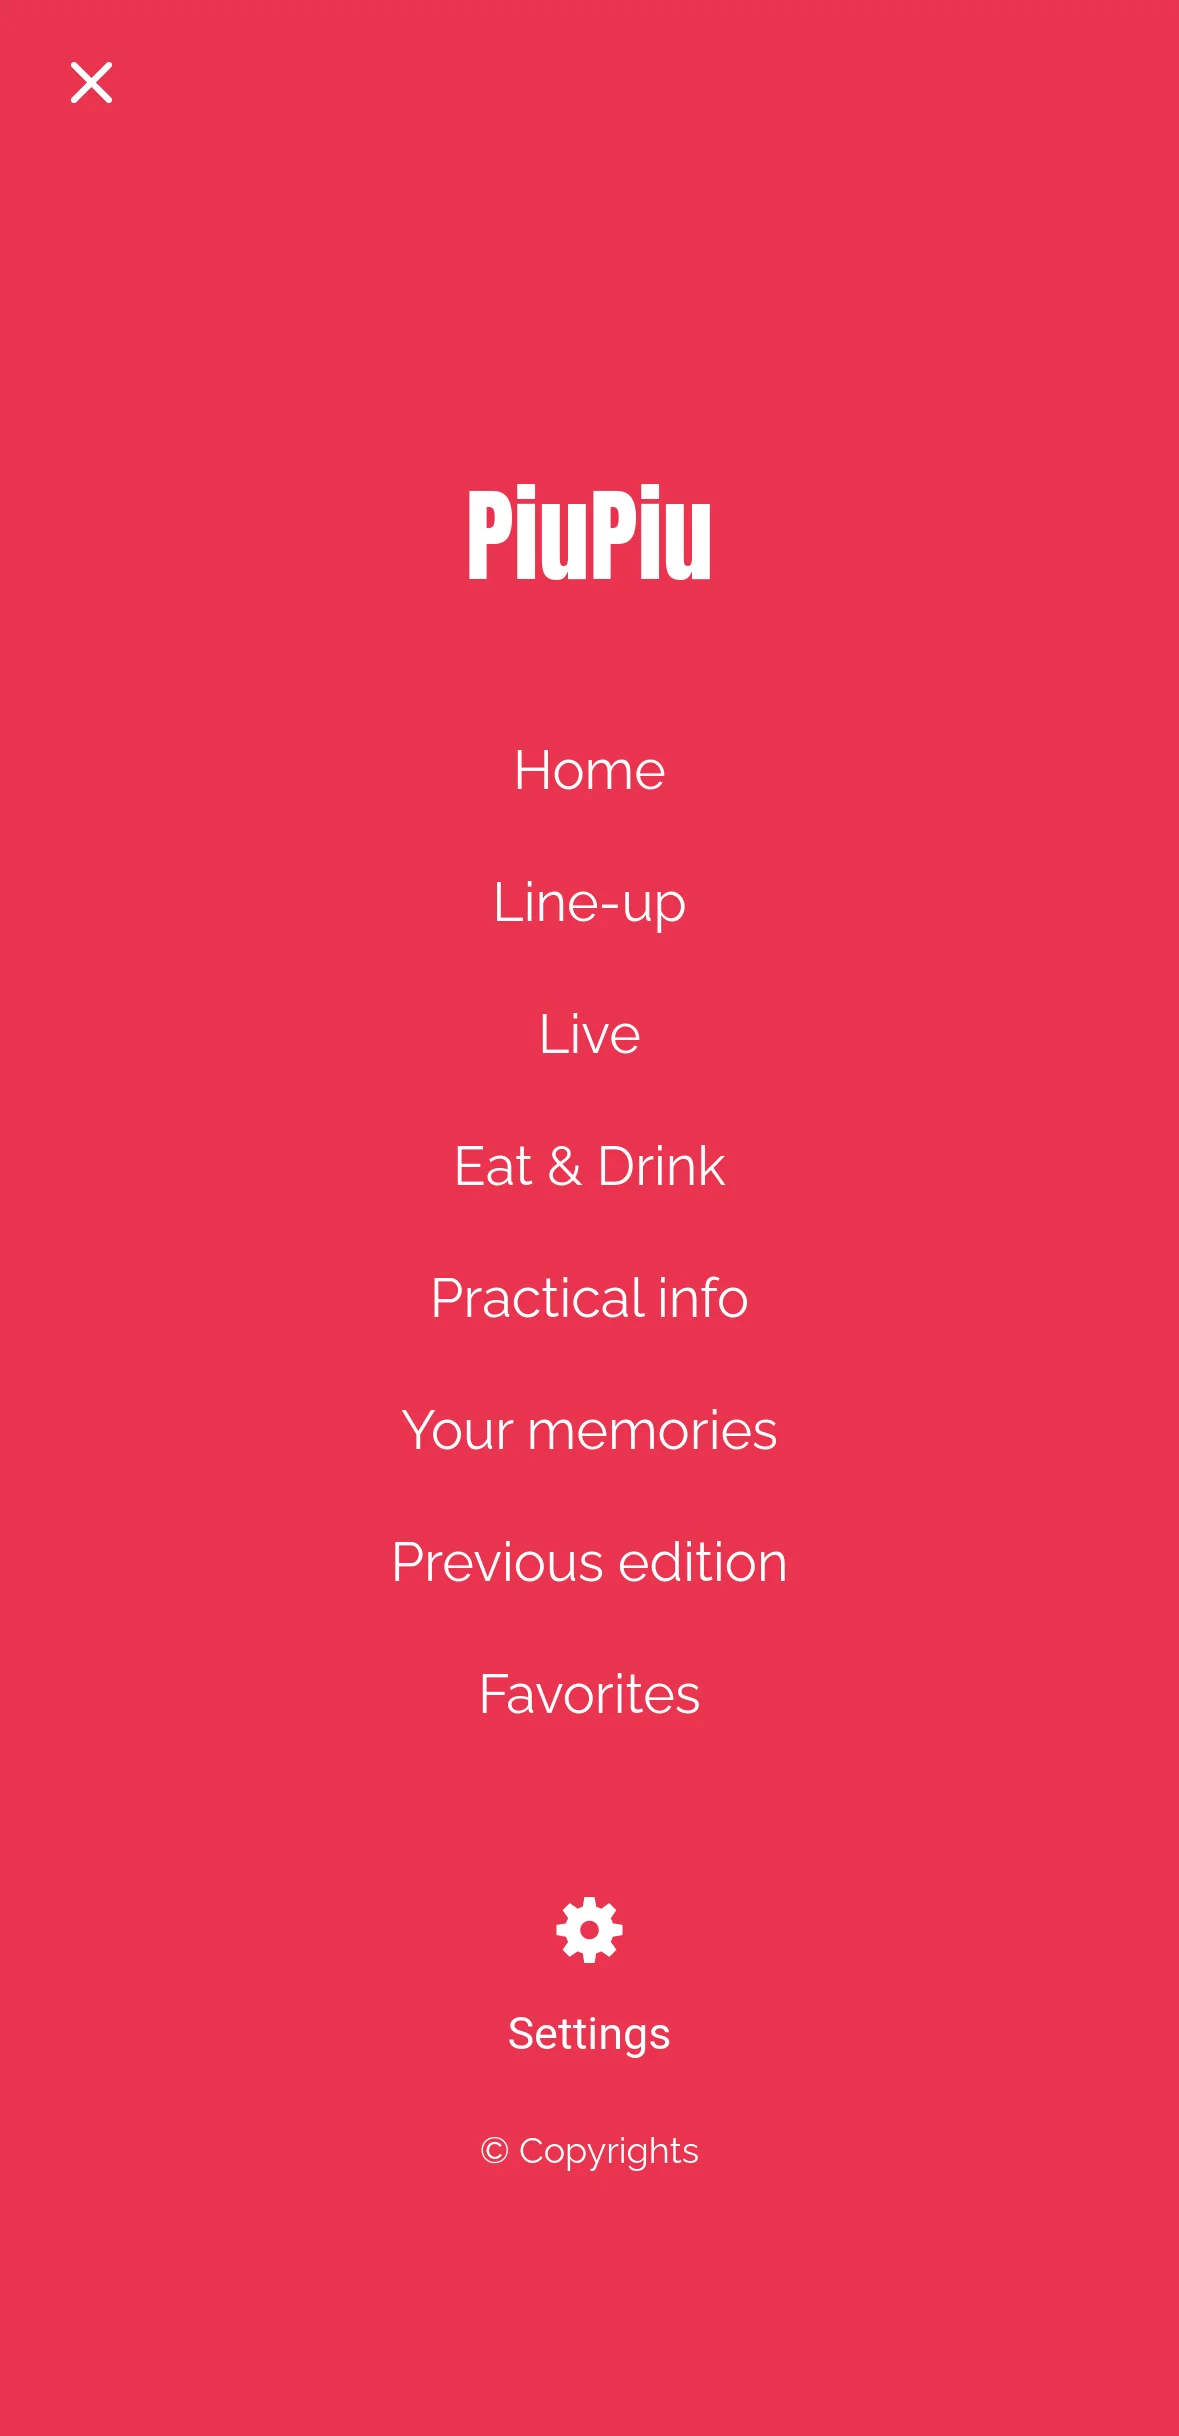 PiuPiu
Home
Line-up
Live
Eat & Drink
Practical info
Your memories
Previous edition
Favorites
Settings
© Copyrights